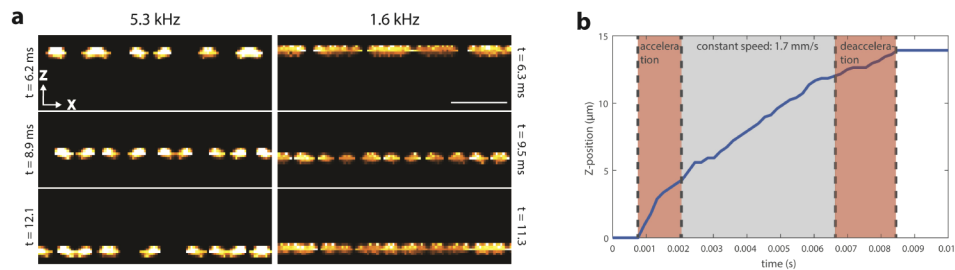 a
5.3 kHz
1.6 kHz
t = 6.2 ms
z
x
t = 6.3 ms
t = 8.9 ms
t = 9.5 ms
t = 12.1
t = 11.3
b
accelera-
tion
constant speed: 1.7 mm/s
deaccelera-
tion
15
10
5
0
Z-position (μm)
0
0.001
0.002
0.003
0.004
0.005
0.006
0.007
0.008
0.009
0.01
time (s)